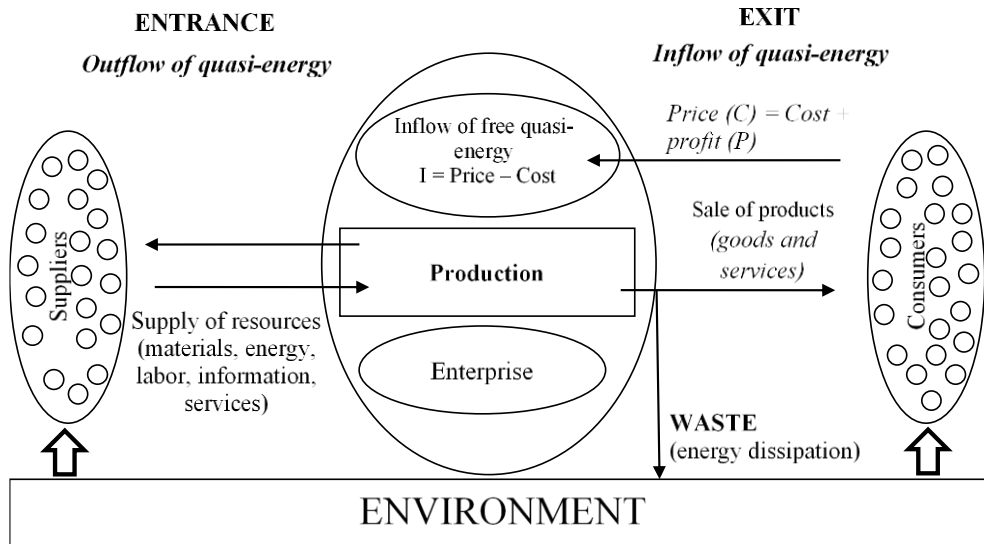 ENTRANCE
Outflow of quasi-energy
EXIT
Inflow of quasi-energy
Inflow of free quasi-
energy
I = Price – Cost
Price (C) = Cost +
profit (P)
Suppliers
Production
Sale of products
(goods and
services)
Consumers
Supply of resources
(materials, energy,
labor, information,
services)
Enterprise
WASTE
(energy dissipation)
ENVIRONMENT